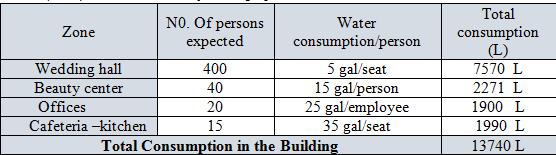 Zone | N0. Of persons expected | Water consumption/person | Total consumption (L)
Wedding hall | 400 | 5 gal/seat | 7570 L
Beauty center | 40 | 15 gal/person | 2271 L
Offices | 20 | 25 gal/employee | 1900 L
Cafeteria –kitchen | 15 | 35 gal/seat | 1990 L
Total Consumption in the Building | 13740 L